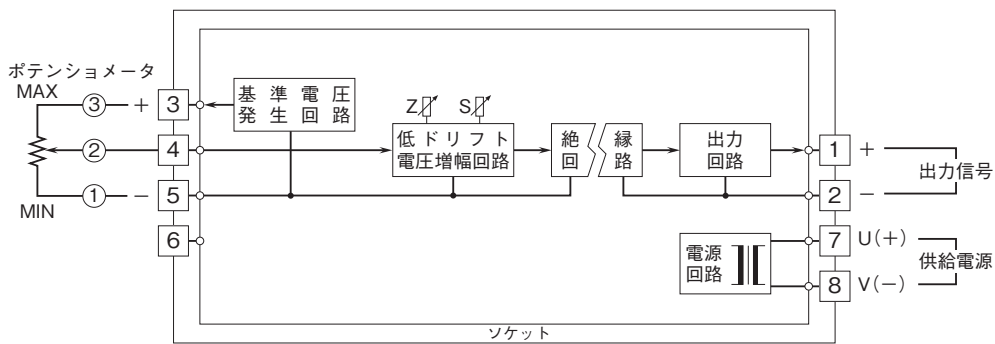 ポテンショメータ
MAX
③ +
②
① −
MIN
3
4
5
6
基準電圧
発生回路
Z
S
低ドリフト
電圧増幅回路
絶縁
回路
出力
回路
電源
回路
1 +
2 −
出力信号
7 U(+)
8 V(−)
供給電源
ソケット